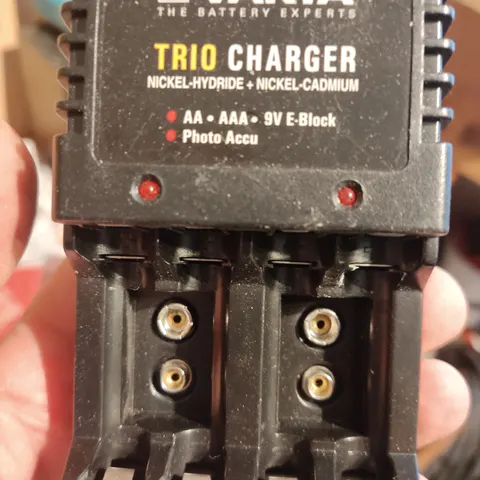 THE BATTERY EXPERTS
TRIO CHARGER
NICKEL-HYDRIDE + NICKEL-CADMIUM
• AA • AAA • 9V E-Block
• Photo Accu